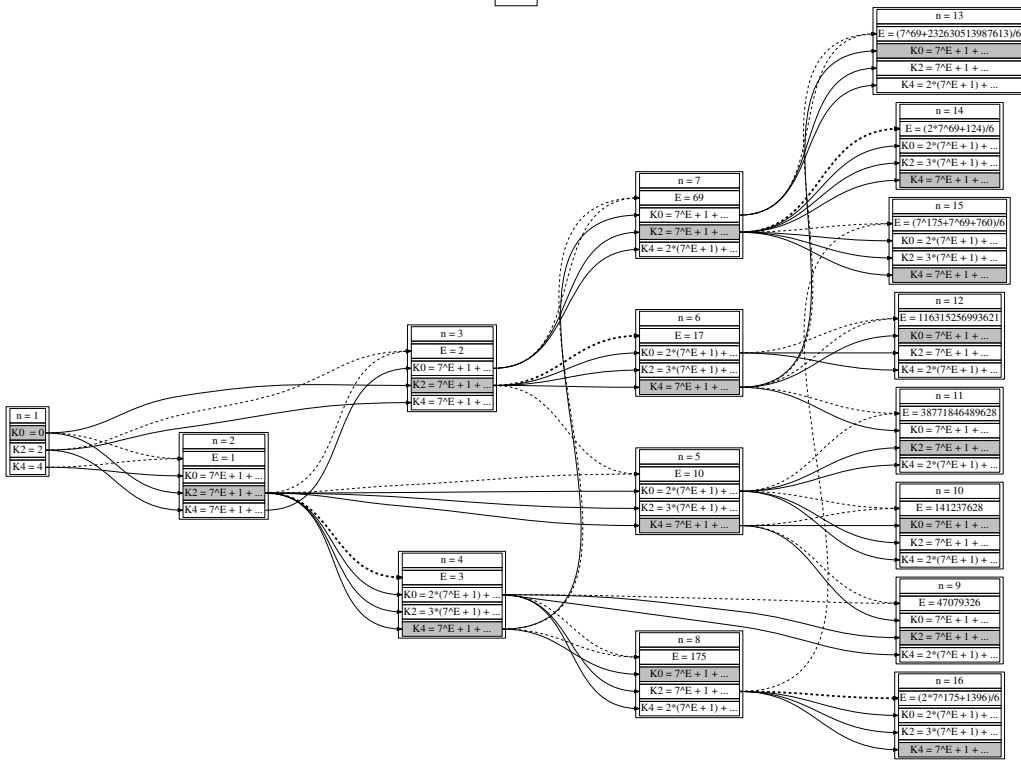 n = 1
K0 = 0
K2 = 2
K4 = 4
n = 2
E = 1
K0 = 7^E + 1 + ...
K2 = 7^E + 1 + ...
K4 = 7^E + 1 + ...
n = 3
E = 2
K0 = 7^E + 1 + ...
K2 = 7^E + 1 + ...
K4 = 7^E + 1 + ...
n = 4
E = 3
K0 = 2*(7^E + 1) + ...
K2 = 3*(7^E + 1) + ...
K4 = 7^E + 1 + ...
n = 7
E = 69
K0 = 7^E + 1 + ...
K2 = 7^E + 1 + ...
K4 = 2*(7^E + 1) + ...
n = 6
E = 17
K0 = 2*(7^E + 1) + ...
K2 = 3*(7^E + 1) + ...
K4 = 7^E + 1 + ...
n = 5
E = 10
K0 = 2*(7^E + 1) + ...
K2 = 3*(7^E + 1) + ...
K4 = 7^E + 1 + ...
n = 8
E = 175
K0 = 7^E + 1 + ...
K2 = 7^E + 1 + ...
K4 = 2*(7^E + 1) + ...
n = 13
E = (7^69+232630513987613)/6
K0 = 7^E + 1 + ...
K2 = 7^E + 1 + ...
K4 = 2*(7^E + 1) + ...
n = 14
E = (2*7^69+124)/6
K0 = 2*(7^E + 1) + ...
K2 = 3*(7^E + 1) + ...
K4 = 7^E + 1 + ...
n = 15
E = (7^175+7^69+760)/6
K0 = 2*(7^E + 1) + ...
K2 = 3*(7^E + 1) + ...
K4 = 7^E + 1 + ...
n = 12
E = 116315256993621
K0 = 7^E + 1 + ...
K2 = 7^E + 1 + ...
K4 = 2*(7^E + 1) + ...
n = 11
E = 38771846489628
K0 = 7^E + 1 + ...
K2 = 7^E + 1 + ...
K4 = 2*(7^E + 1) + ...
n = 10
E = 141237628
K0 = 7^E + 1 + ...
K2 = 7^E + 1 + ...
K4 = 2*(7^E + 1) + ...
n = 9
E = 47079326
K0 = 7^E + 1 + ...
K2 = 7^E + 1 + ...
K4 = 2*(7^E + 1) + ...
n = 16
E = (2*7^175+1396)/6
K0 = 2*(7^E + 1) + ...
K2 = 3*(7^E + 1) + ...
K4 = 7^E + 1 + ...